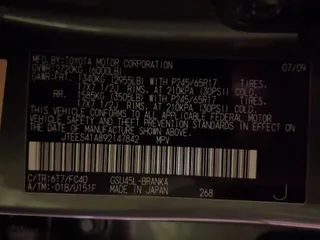 MFD.BY:TOYOTA MOTOR CORPORATION 07/09
GVWR:2720KG (6000LB)
GAWR:FRT. 1340KG (2955LB) WITH P245/65R17 TIRES,
17X7 1/2J RIMS, AT 210KPA (30PSI) COLD
RR. 1585KG (3505LB) WITH P245/65R17 TIRES,
17X7 1/2J RIMS, AT 210KPA (30PSI) COLD
THIS VEHICLE CONFORMS TO ALL APPLICABLE
FEDERAL MOTOR VEHICLE SAFETY AND THEFT
PREVENTION STANDARDS IN EFFECT ON THE DATE
OF MANUFACTURE SHOWN ABOVE.
JTEES41A892147842 MPV
C/TR:6T7/FC40 GSU45L-BRANKA
A/TM:-01B/U151F MADE IN JAPAN 268 J